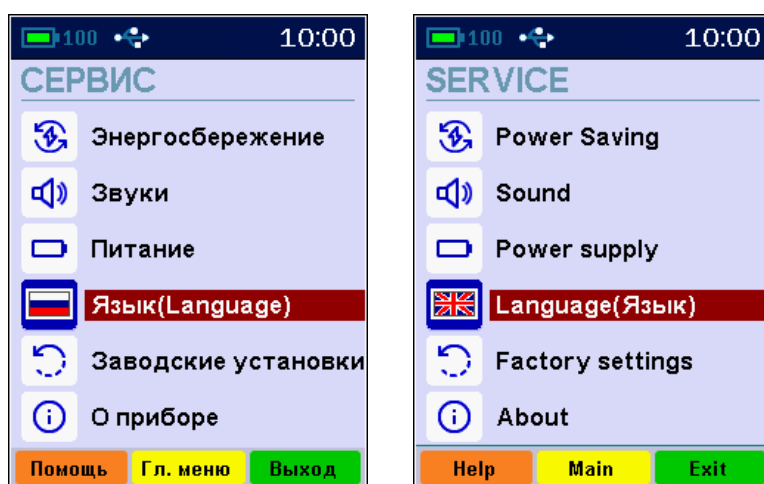 100 10:00
СЕРВИС
Энергосбережение
Звуки
Питание
Язык(Language)
Заводские установки
О приборе
Помощь Гл. меню Выход
100 10:00
SERVICE
Power Saving
Sound
Power supply
Language(Язык)
Factory settings
About
Help Main Exit